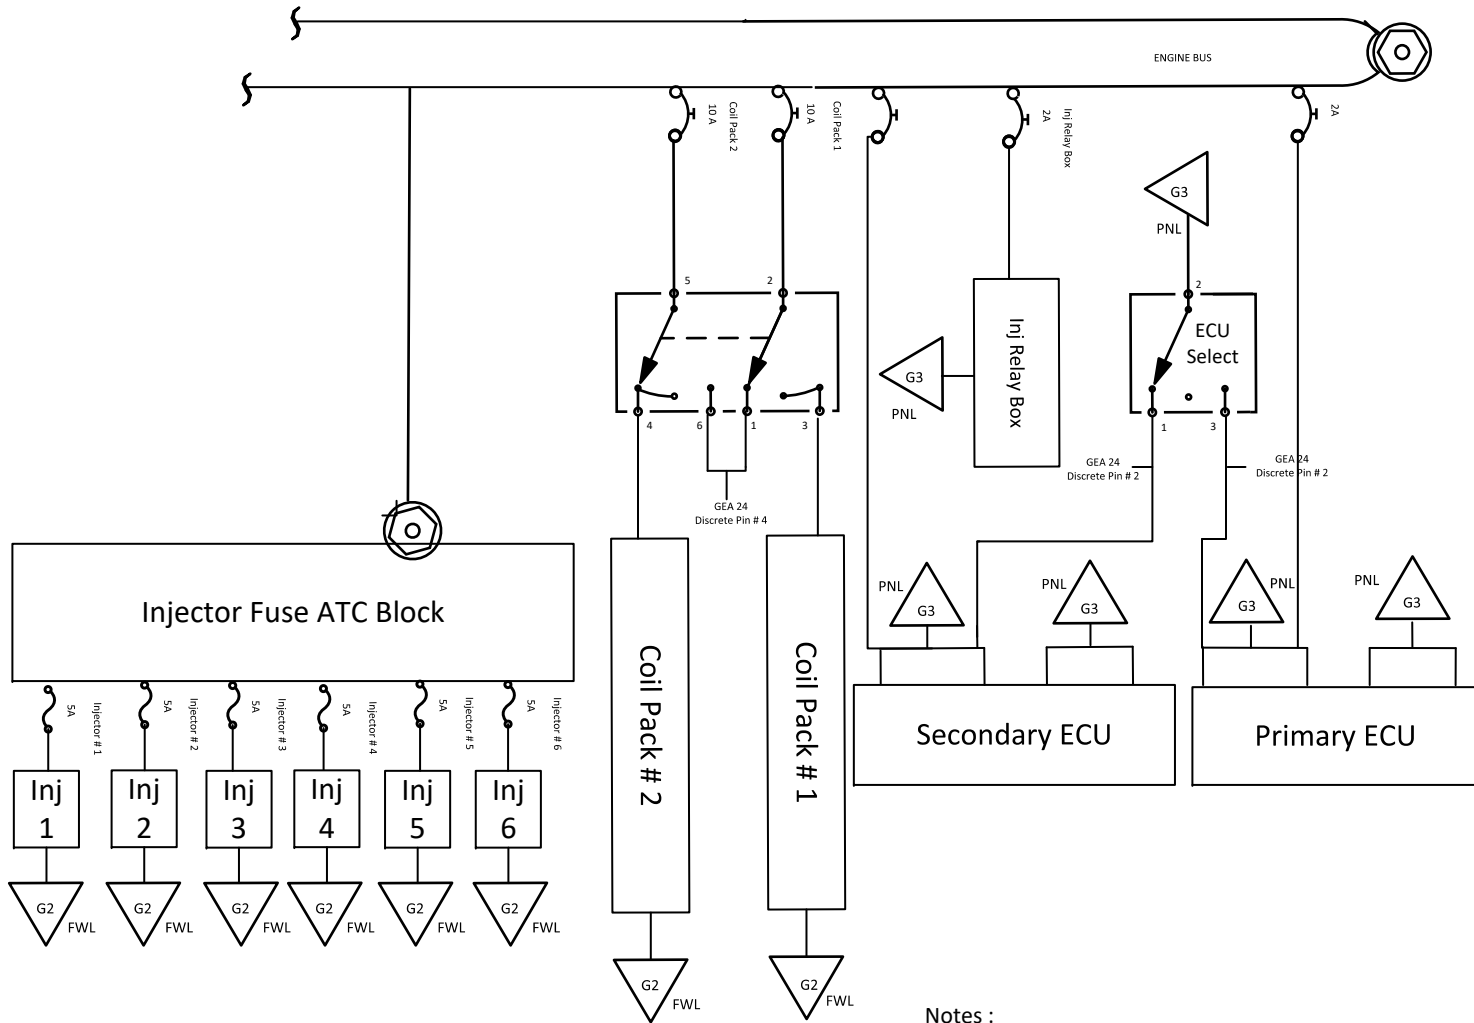 ENGINE BUS
10 A
Coil Pack 2
10 A
Coil Pack 1
2A
Inj Relay Box
2A
G3
PNL
5
2
2
ECU
Select
Inj Relay Box
G3
PNL
4
6
1
3
1
3
GEA 24
Discrete Pin # 2
GEA 24
Discrete Pin # 2
GEA 24
Discrete Pin # 4
Injector Fuse ATC Block
PNL
G3
PNL
G3
PNL
G3
PNL
G3
Coil Pack # 2
Coil Pack # 1
Secondary ECU
Primary ECU
5A
Injector # 1
5A
Injector # 2
5A
Injector # 3
5A
Injector # 4
5A
Injector # 5
5A
Injector # 6
Inj
1
Inj
2
Inj
3
Inj
4
Inj
5
Inj
6
G2
FWL
G2
FWL
G2
FWL
G2
FWL
G2
FWL
G2
FWL
G2
FWL
G2
FWL
Notes :